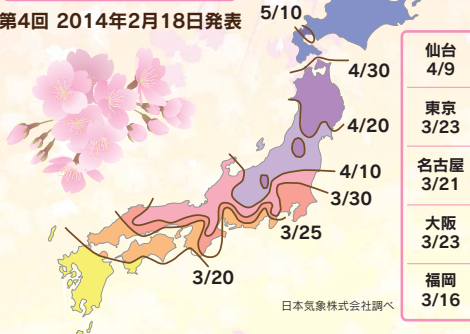 第4回 2014年2月18日発表
5/10
4/30
4/20
4/10
3/30
3/25
3/20
仙台
4/9
東京
3/23
名古屋
3/21
大阪
3/23
福岡
3/16
日本気象株式会社調べ